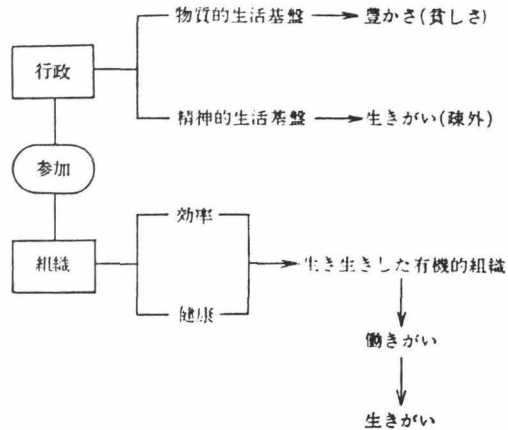 物質的生活基盤
豊かさ(貧しさ)
行政
精神的生活基盤
生きがい(疎外)
参加
効率
組織
生き生きした有機的組織
健康
働きがい
生きがい